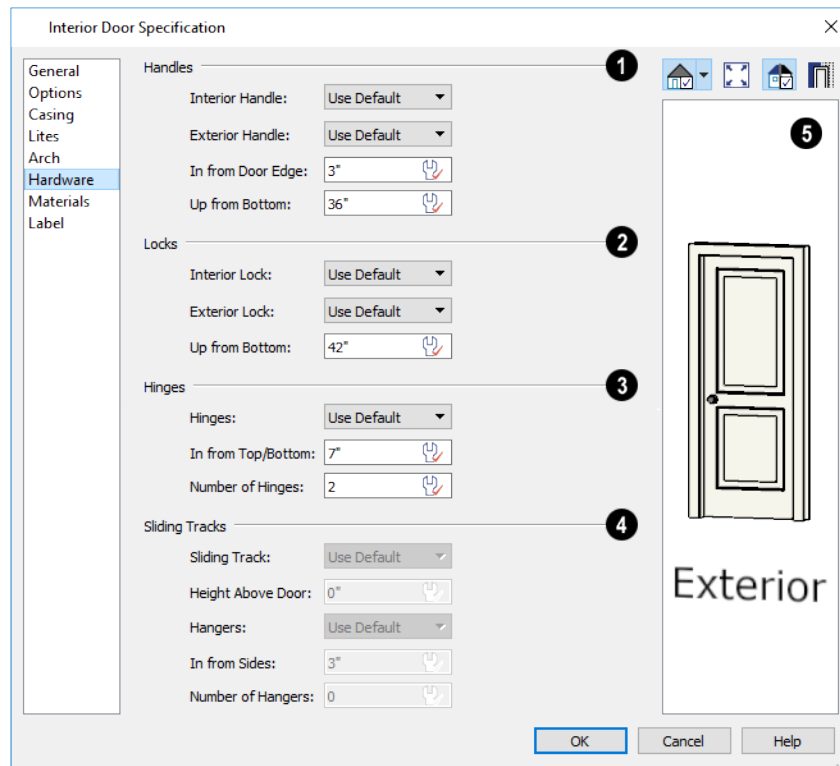 Interior Door Specification
General
Options
Casing
Lites
Arch
Hardware
Materials
Label
Handles 1
Interior Handle: Use Default
Exterior Handle: Use Default
In from Door Edge: 3"
Up from Bottom: 36"
Locks 2
Interior Lock: Use Default
Exterior Lock: Use Default
Up from Bottom: 42"
Hinges 3
Hinges: Use Default
In from Top/Bottom: 7"
Number of Hinges: 2
Sliding Tracks 4
Sliding Track: Use Default
Height Above Door: 0"
Hangers: Use Default
In from Sides: 3"
Number of Hangers: 0
5
Exterior
OK Cancel Help